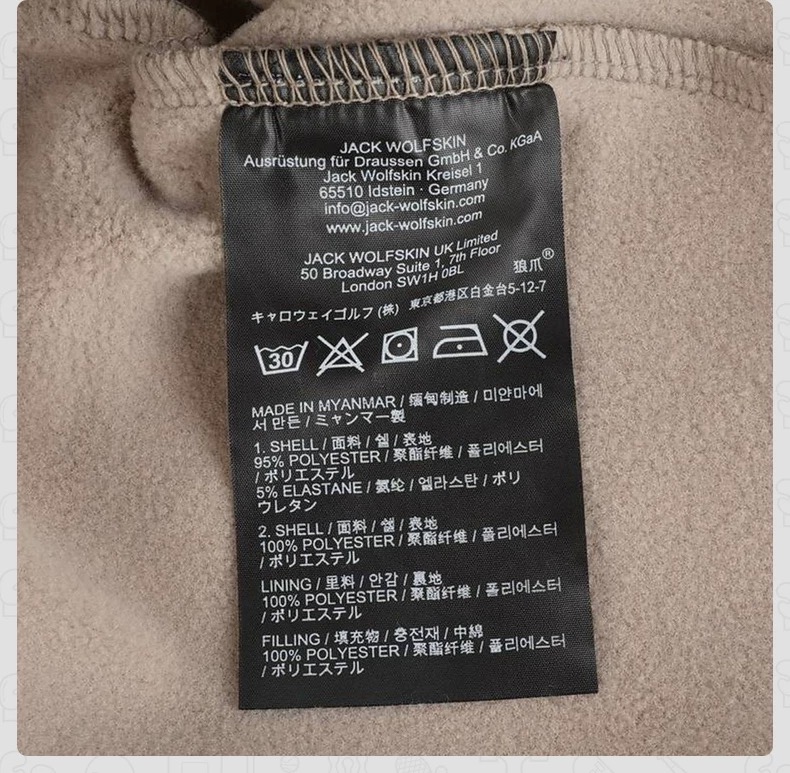 JACK WOLFSKIN
Ausrüstung für Draussen GmbH & Co. KGaA
Jack Wolfskin Kreisel 1
65510 Idstein · Germany
info@jack-wolfskin.com
www.jack-wolfskin.com
JACK WOLFSKIN UK Limited
50 Broadway Suite 1, 7th Floor
London SW1H 0BL
狼爪®
キャロウェイゴルフ (株) 東京都港区白金台5-12-7
30
MADE IN MYANMAR / 缅甸制造 / 미얀마에
서 만든 / ミャンマー製
1. SHELL / 面料 / 쉘 / 表地
95% POLYESTER / 聚酯纤维 / 폴리에스터
/ ポリエステル
5% ELASTANE / 氨纶 / 엘라스탄 / ポリ
ウレタン
2. SHELL / 面料 / 쉘 / 表地
100% POLYESTER / 聚酯纤维 / 폴리에스터
/ ポリエステル
LINING / 里料 / 안감 / 裏地
100% POLYESTER / 聚酯纤维 / 폴리에스터
/ ポリエステル
FILLING / 填充物 / 충전재 / 中綿
100% POLYESTER / 聚酯纤维 / 폴리에스터
/ ポリエステル